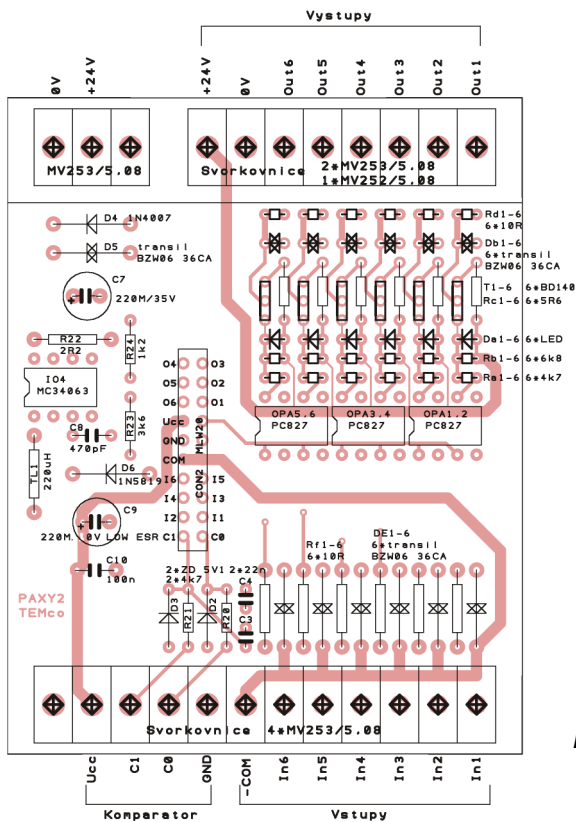 Vystupy
0V
+24V
+24V
0V
Out6
Out5
Out4
Out3
Out2
Out1
MV253/5.08
Svorkovnice
2*MV253/5.08
1*MV252/5.08
D4 1N4007
D5 transil
BZW06 36CA
C7
220M/35V
R22
2R2
R24
1k2
IO4
MC34063
R23
3k6
C8
470pF
TL1
220uH
D6
1N5819
C9
220M.10V LOW ESR
C10
100n
PAXY2
TEMco
O4
O3
O5
O2
O6
O1
Ucc
GND
COM
I6
I5
I4
I3
I2
I1
C1
C0
CON2 MLW20
Rd1-6
6*10R
Db1-6
6*transil
BZW06 36CA
T1-6 6*BD140
Rc1-6 6*5R6
Da1-6 6*LED
Rb1-6 6*6k8
Ra1-6 6*4k7
OPA5.6
PC827
OPA3.4
PC827
OPA1.2
PC827
Rf1-6
6*10R
DE1-6
6*transil
BZW06 36CA
2*ZD 5V1 2*22n
2*4k7
D3
R21
D2
R20
C4
C3
Svorkovnice 4*MV253/5.08
Ucc
C1
C0
GND
-COM
In6
In5
In4
In3
In2
In1
Komparator
Vstupy